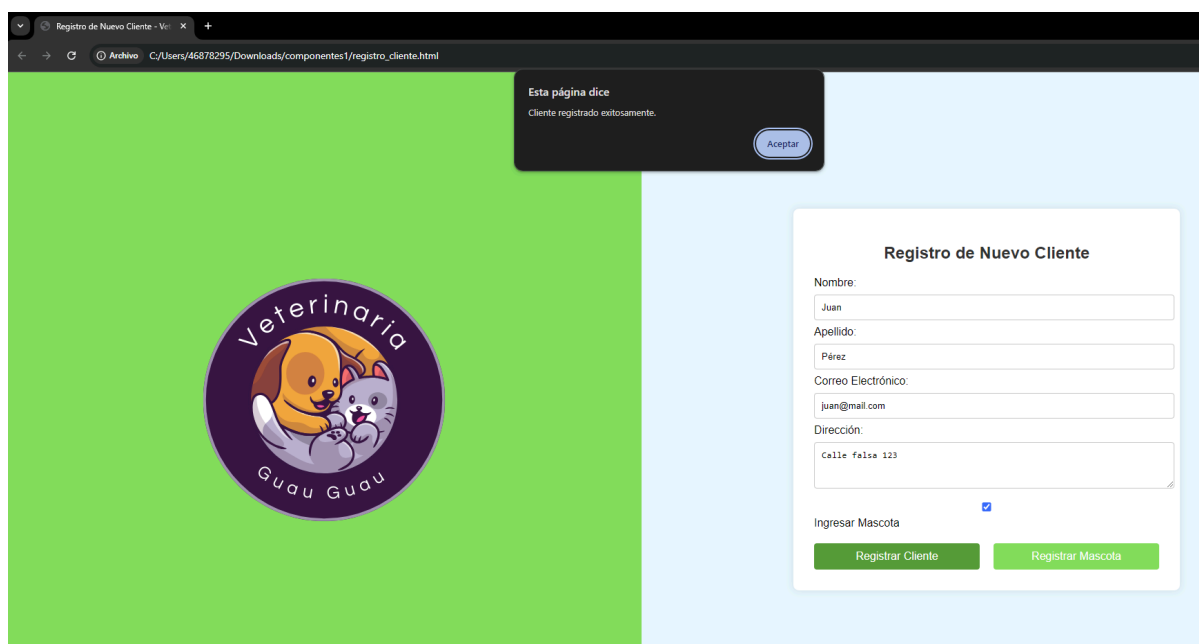 Registro de Nuevo Cliente - Vet
Archivo C:/Users/46878295/Downloads/componentes1/registro_cliente.html
Esta página dice
Cliente registrado exitosamente.
Aceptar
Veterinaria
Guau Guau
Registro de Nuevo Cliente
Nombre:
Juan
Apellido:
Pérez
Correo Electrónico:
juan@mail.com
Dirección:
Calle falsa 123
Ingresar Mascota
Registrar Cliente Registrar Mascota